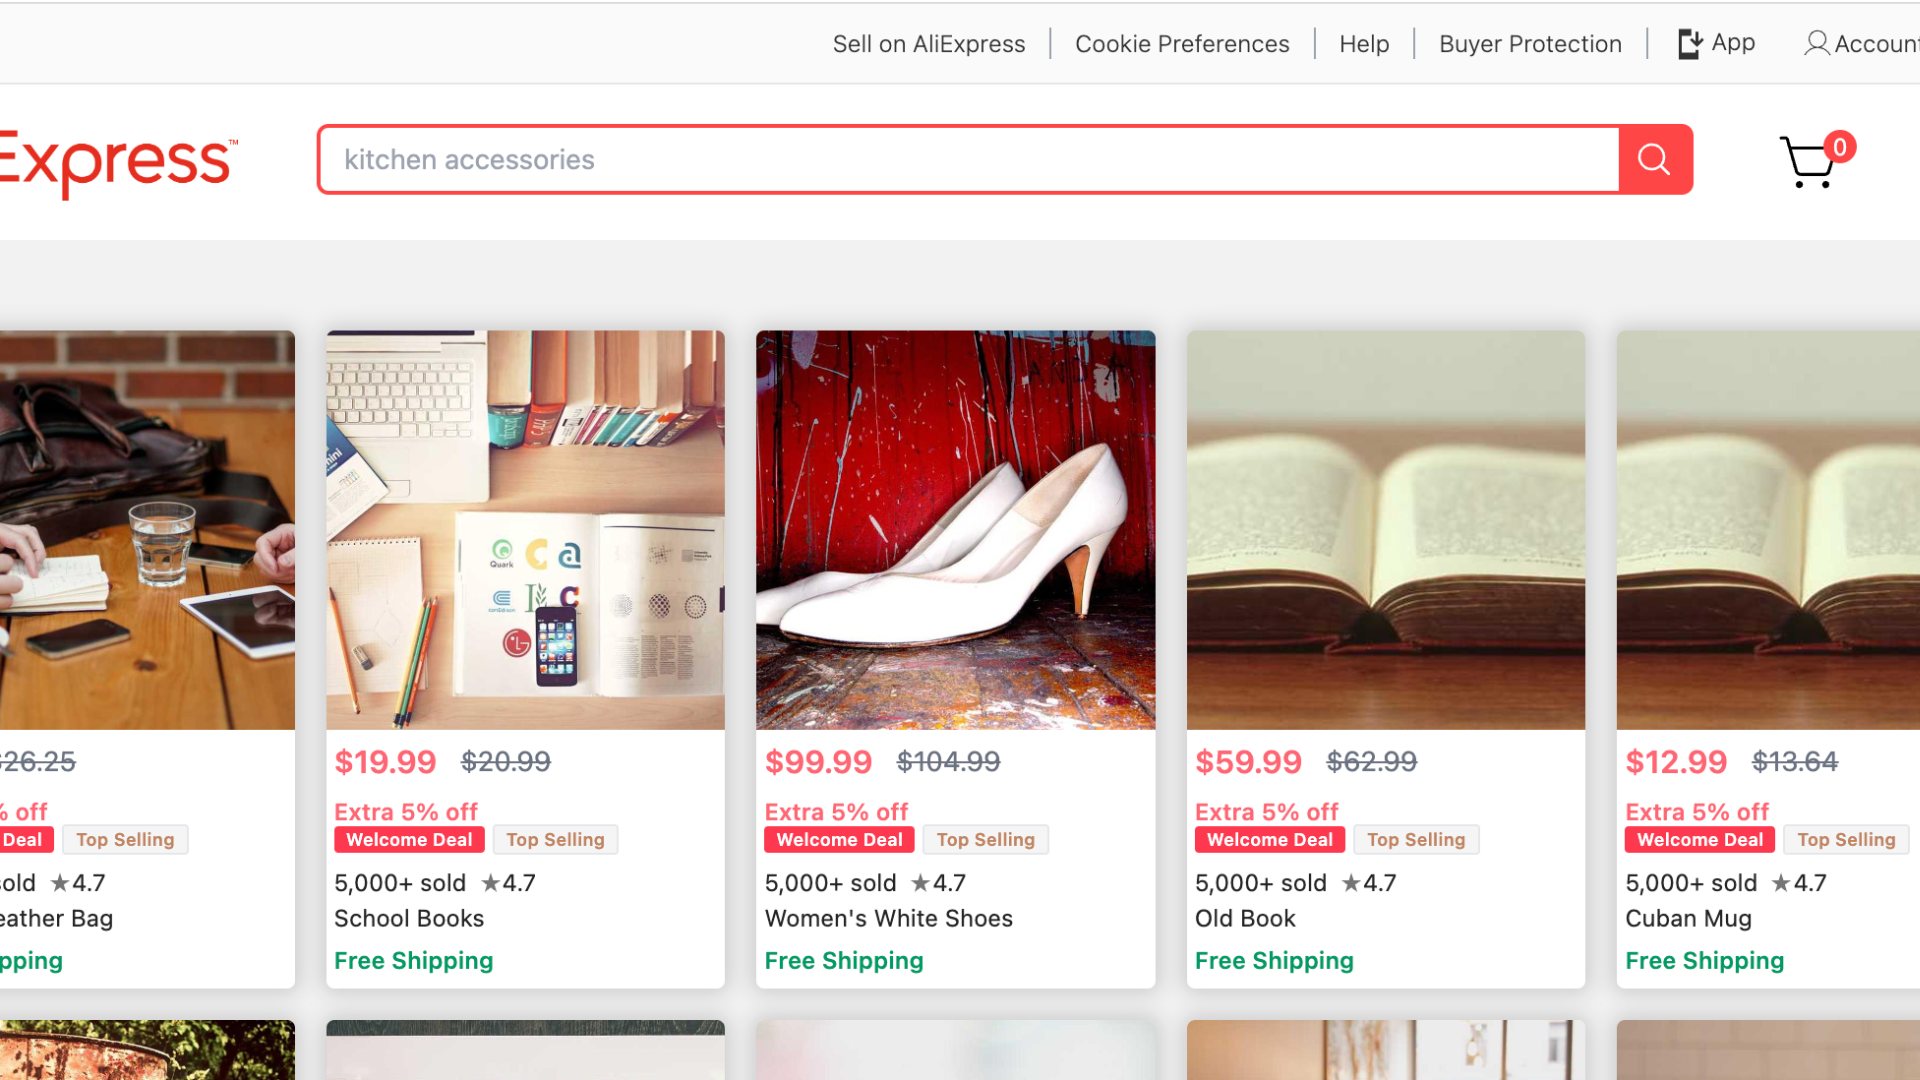 Sell on AliExpress
Cookie Preferences
Help
Buyer Protection
App
Account
Express™
kitchen accessories
0
Quark
LG
$26.25
$19.99 $20.99
$99.99 $104.99
$59.99 $62.99
$12.99 $13.64
% off
Extra 5% off
Extra 5% off
Extra 5% off
Extra 5% off
Deal Top Selling
Welcome Deal Top Selling
Welcome Deal Top Selling
Welcome Deal Top Selling
Welcome Deal Top Selling
sold ★4.7
5,000+ sold ★4.7
5,000+ sold ★4.7
5,000+ sold ★4.7
5,000+ sold ★4.7
eather Bag
School Books
Women's White Shoes
Old Book
Cuban Mug
pping
Free Shipping
Free Shipping
Free Shipping
Free Shipping